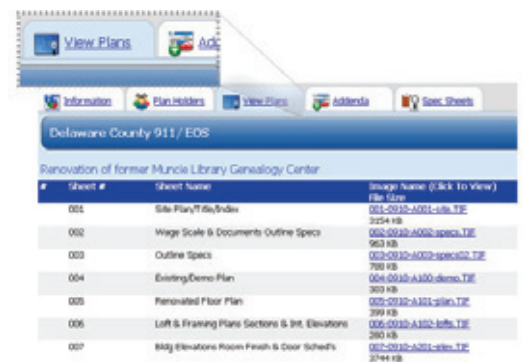 View Plans Add
Information Plan Holders View Plans Addenda Spec Sheets
Delaware County 911/ EOS
Renovation of former Muncie Library Genealogy Center
# Sheet # Sheet Name Image Name (Click To View)
File Size
001 Site Plan/Title/Index 001-0910-A001-site.TIF
3154 KB
002 Wage Scale & Documents Outline Specs 002-0910-A002-specs.TIF
963 KB
003 Outline Specs 003-0910-A003-specs02.TIF
788 KB
004 Existing/Demo Plan 004-0910-A100-demo.TIF
303 KB
005 Renovated Floor Plan 005-0910-A101-plan.TIF
399 KB
006 Loft & Framing Plans Sections & Int. Elevations 006-0910-A102-lofts.TIF
280 KB
007 Bldg Elevations Room Finish & Door Sched's 007-0910-A201-elev.TIF
3744 KB